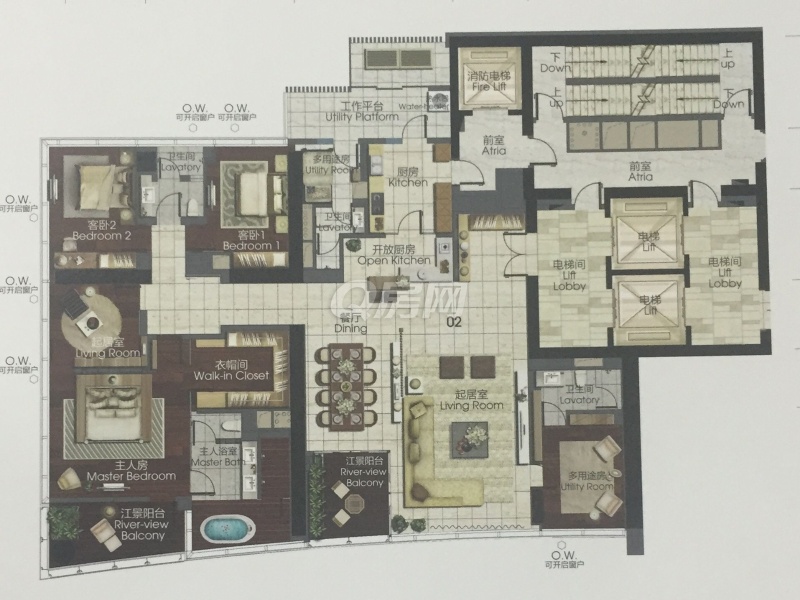 消防电梯
Fire Lift
下
Down
上
up
上
up
下
Down
工作平台
Utility Platform
Water heater
前室
Atria
前室
Atria
O.W.
可开启窗户
O.W.
可开启窗户
卫生间
Lavatory
多用途房
Utility Room
厨房
Kitchen
O.W.
可开启窗户
客卧2
Bedroom 2
客卧1
Bedroom 1
卫生间
Lavatory
开放厨房
Open Kitchen
电梯间
Lift
Lobby
电梯
Lift
电梯
Lift
电梯间
Lift
Lobby
O.W.
可开启窗户
Q房网
起居室
Living Room
餐厅
Dining
02
O.W.
可开启窗户
衣帽间
Walk-in Closet
起居室
Living Room
卫生间
Lavatory
主人房
Master Bedroom
主人浴室
Master Bath
江景阳台
River-view
Balcony
多用途房
Utility Room
江景阳台
River-view
Balcony
O.W.
可开启窗户